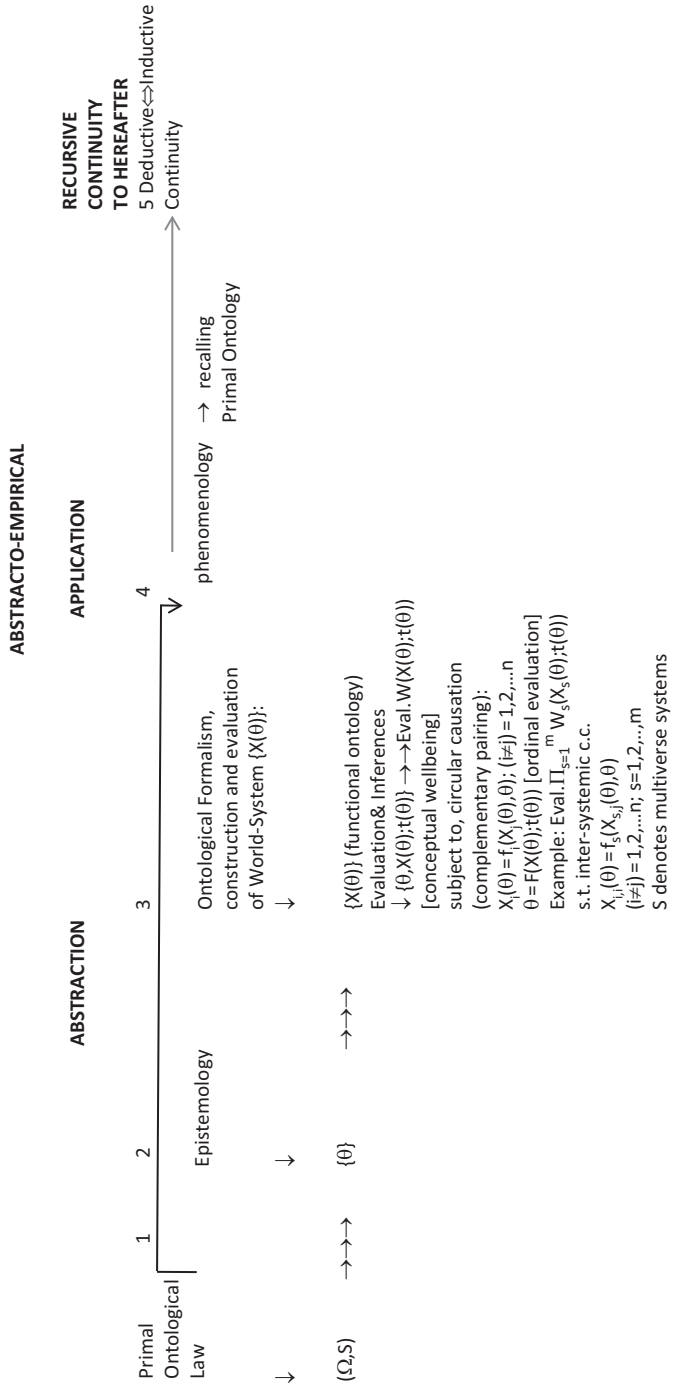 ABSTRACTO-EMPIRICAL
ABSTRACTION
APPLICATION
RECURSIVE
CONTINUITY
TO HEREAFTER
5 Deductive⇔Inductive
Continuity
Primal
Ontological
Law
1
2
3
4
Epistemology
Ontological Formalism,
construction and evaluation
of World-System {X(θ)}:
phenomenology → recalling
Primal Ontology
↓ ↓ ↓
(Ω,S) →→→ {θ} →→→
{X(θ)} (functional ontology)
Evaluation& Inferences
↓ {θ,X(θ);t(θ)} →→Eval.W(X(θ);t(θ))
[conceptual wellbeing]
subject to, circular causation
(complementary pairing):
Xᵢ(θ) = fᵢ(Xⱼ(θ),θ); (i≠j) = 1,2,...n
θ = F(X(θ);t(θ)) [ordinal evaluation]
Example: Eval.Π_{s=1}^{m} W_s(X_s(θ);t(θ))
s.t. inter-systemic c.c.
X_{s,i}(θ) = f_s(X_{s,j}(θ),θ)
(i≠j) = 1,2,...n; s=1,2,..,m
S denotes multiverse systems